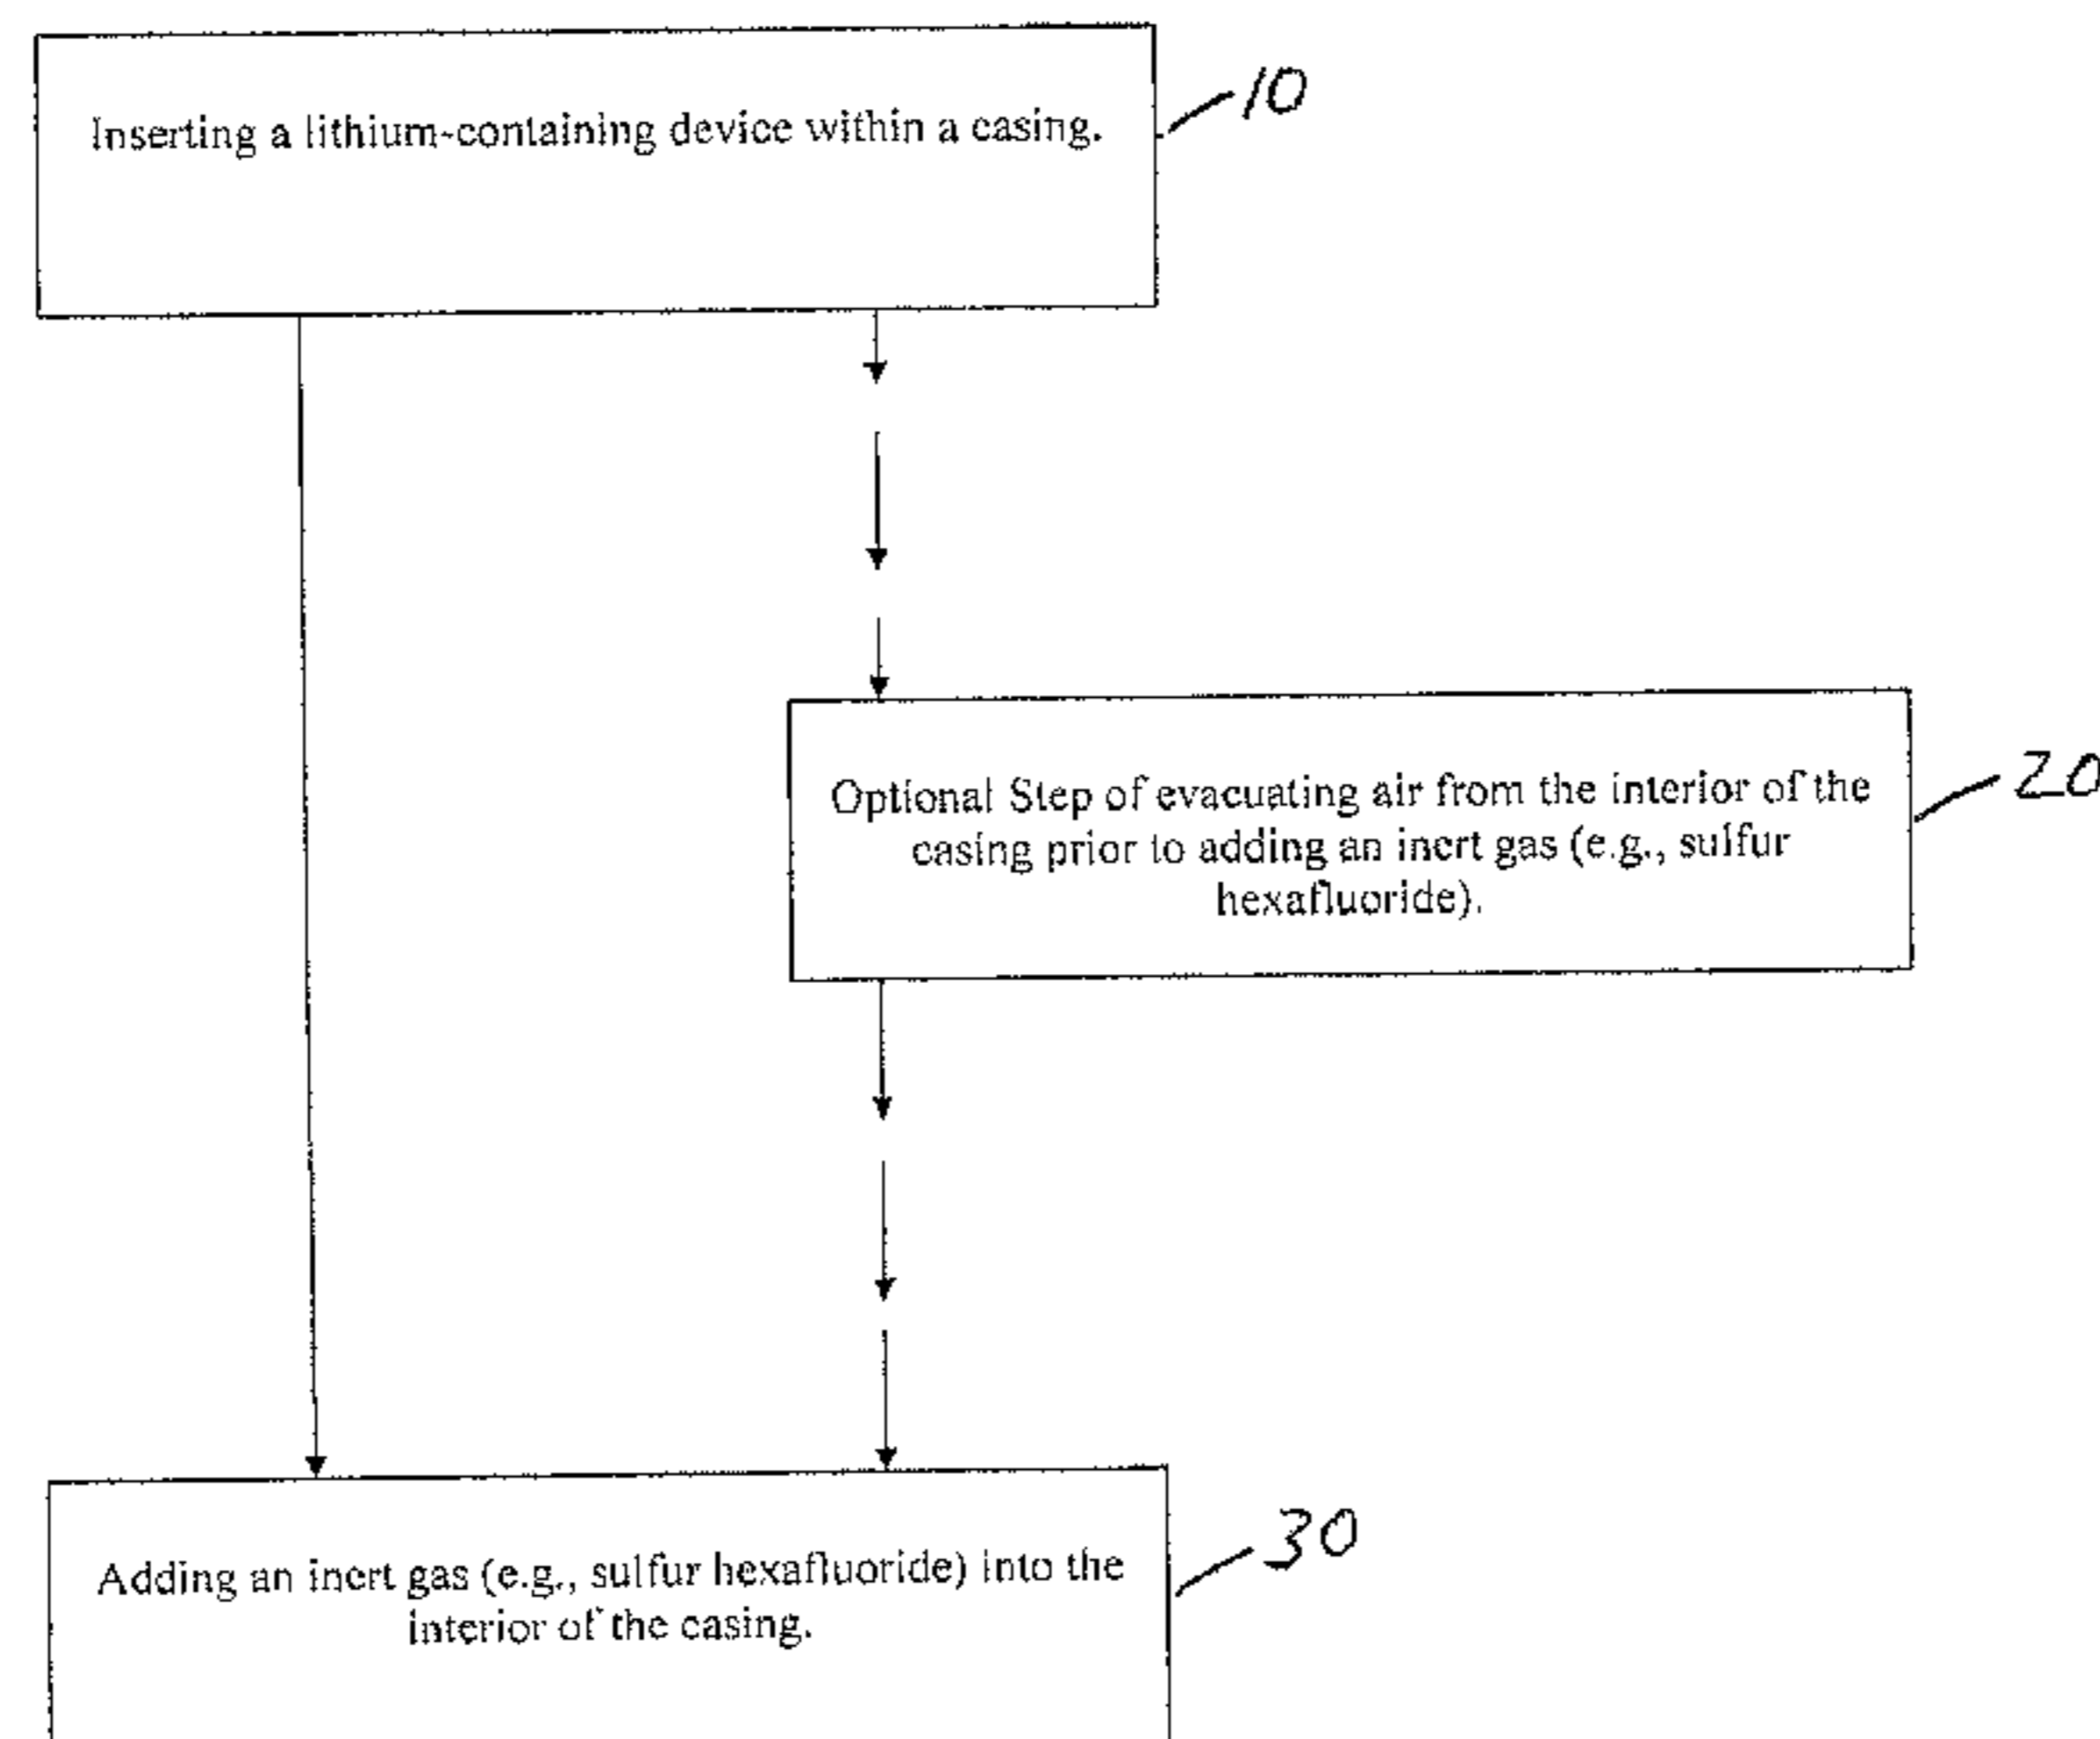 Inserting a lithium-containing device within a casing.
10
Optional Step of evacuating air from the interior of the
casing prior to adding an inert gas (e.g., sulfur
hexafluoride).
20
Adding an inert gas (e.g., sulfur hexafluoride) into the
interior of the casing.
30